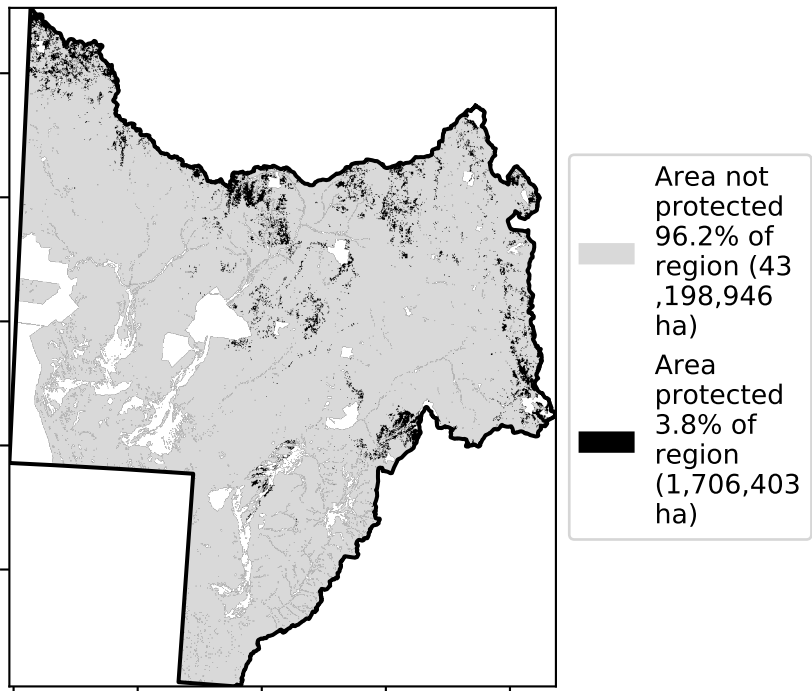 Area not
protected
96.2% of
region (43
,198,946
ha)
Area
protected
3.8% of
region
(1,706,403
ha)